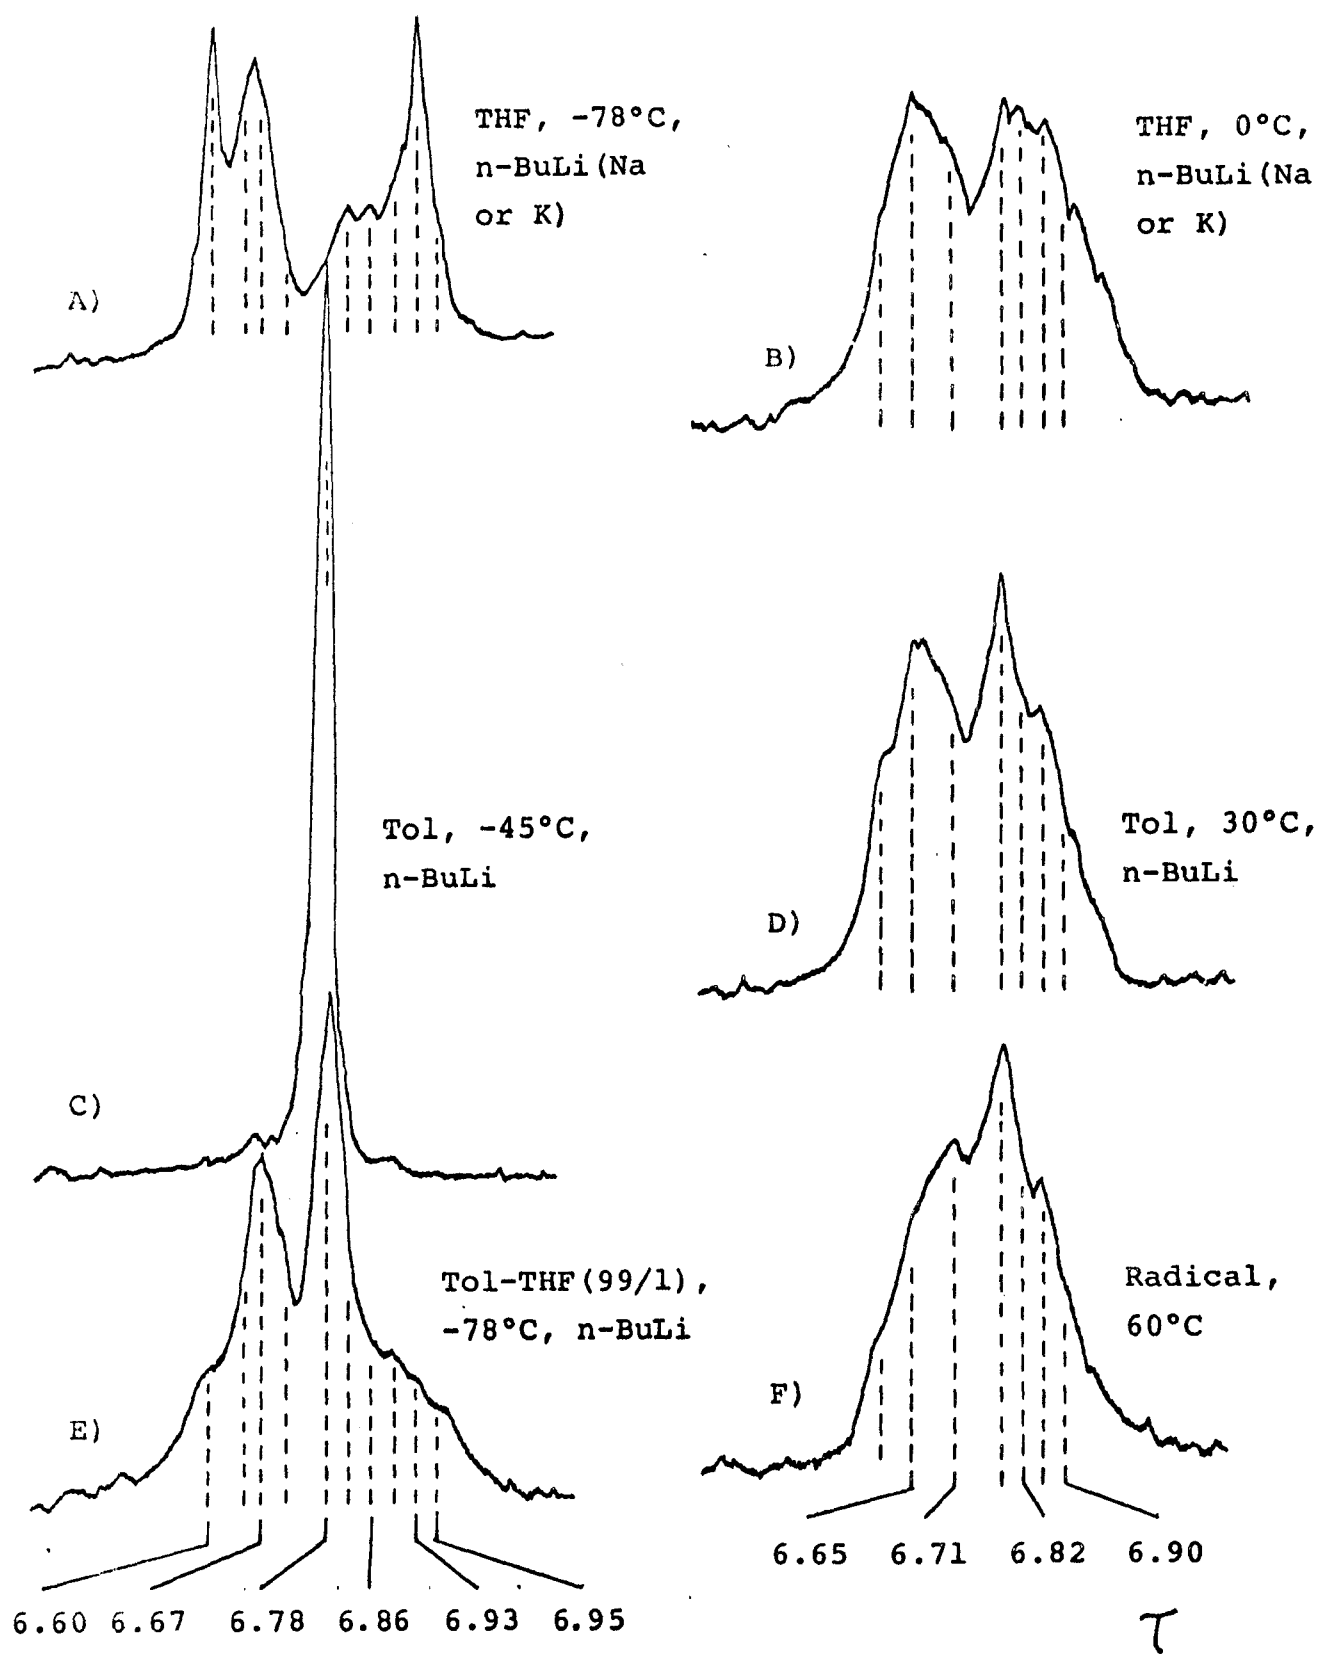 THF, -78°C,
n-BuLi(Na
or K)
A)
THF, 0°C,
n-BuLi(Na
or K)
B)
Tol, -45°C,
n-BuLi
C)
Tol, 30°C,
n-BuLi
D)
Tol-THF(99/1),
-78°C, n-BuLi
E)
Radical,
60°C
F)
6.60 6.67 6.78 6.86 6.93 6.95
6.65 6.71 6.82 6.90
τ